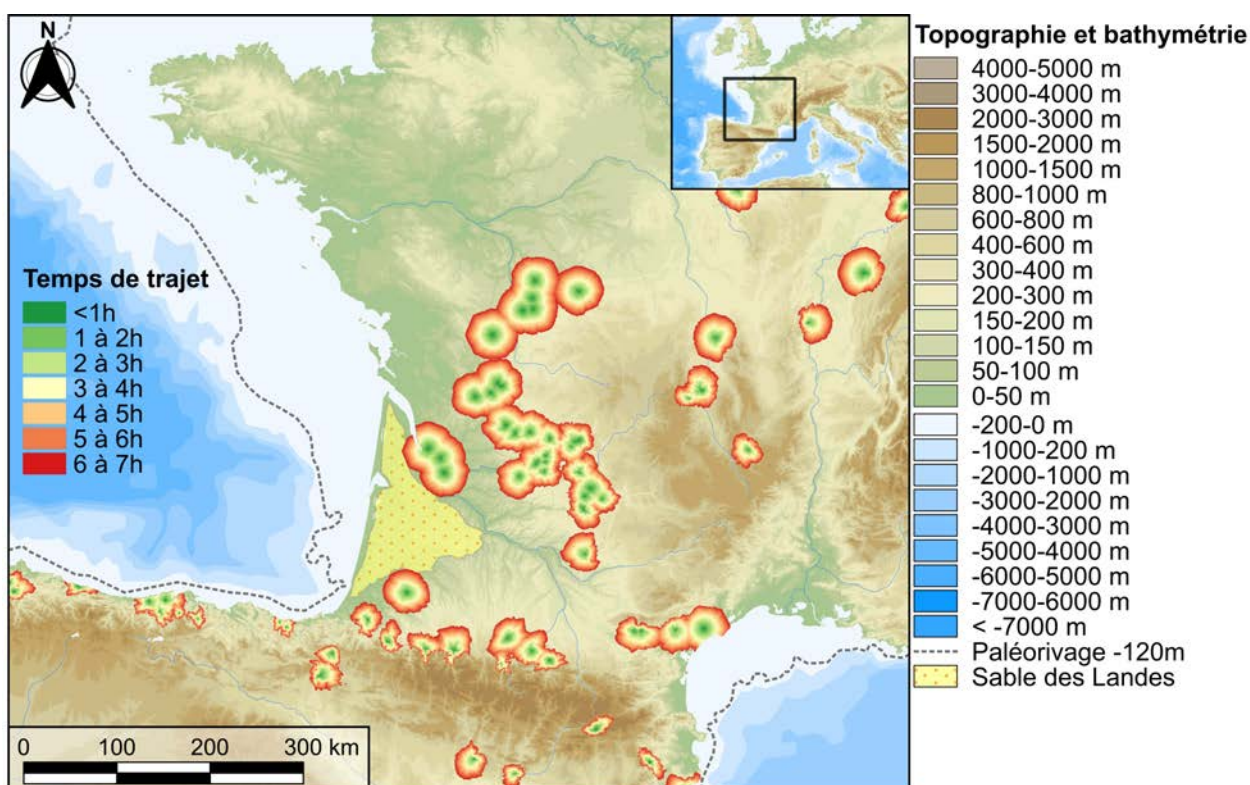 N
Temps de trajet
<1h
1 à 2h
2 à 3h
3 à 4h
4 à 5h
5 à 6h
6 à 7h
0 100 200 300 km
Topographie et bathymétrie
4000-5000 m
3000-4000 m
2000-3000 m
1500-2000 m
1000-1500 m
800-1000 m
600-800 m
400-600 m
300-400 m
200-300 m
150-200 m
100-150 m
50-100 m
0-50 m
-200-0 m
-1000-200 m
-2000-1000 m
-3000-2000 m
-4000-3000 m
-5000-4000 m
-6000-5000 m
-7000-6000 m
< -7000 m
Paléorivage -120m
Sable des Landes